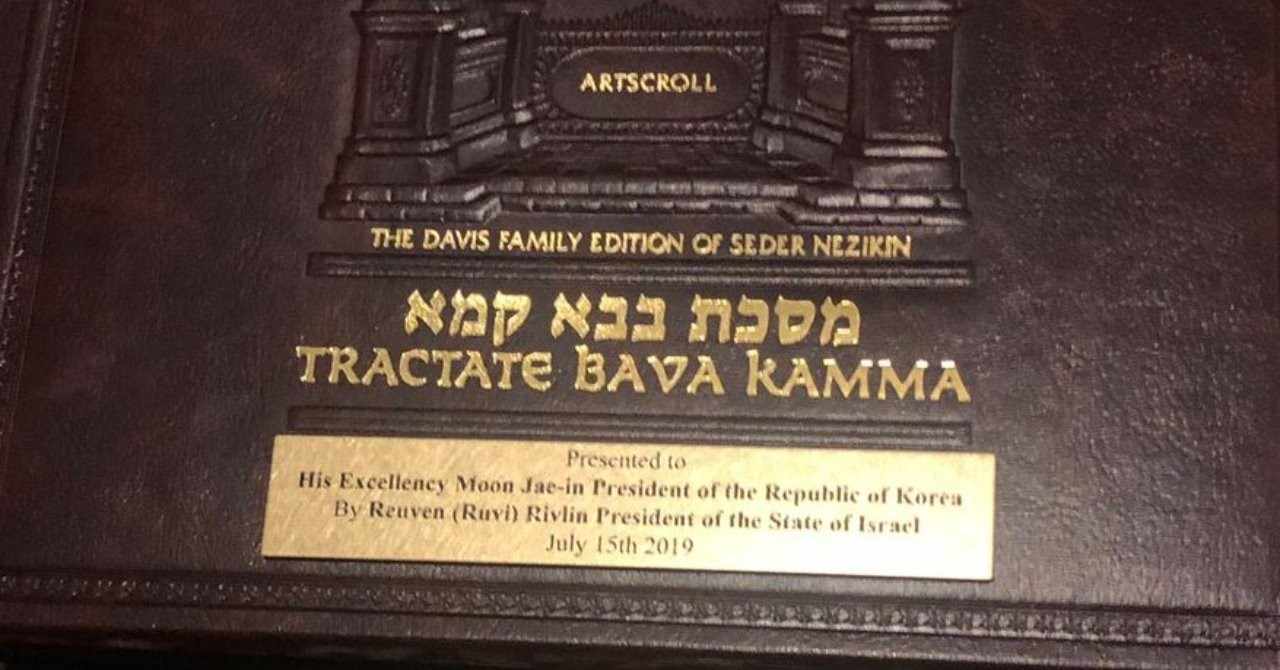 ARTSCROLL
THE DAVIS FAMILY EDITION OF SEDER NEZIKIN
מסכת בבא קמא
TRACTATE BAVA KAMMA
Presented to
His Excellency Moon Jae-in President of the Republic of Korea
By Reuven (Ruvi) Rivlin President of the State of Israel
July 15th 2019